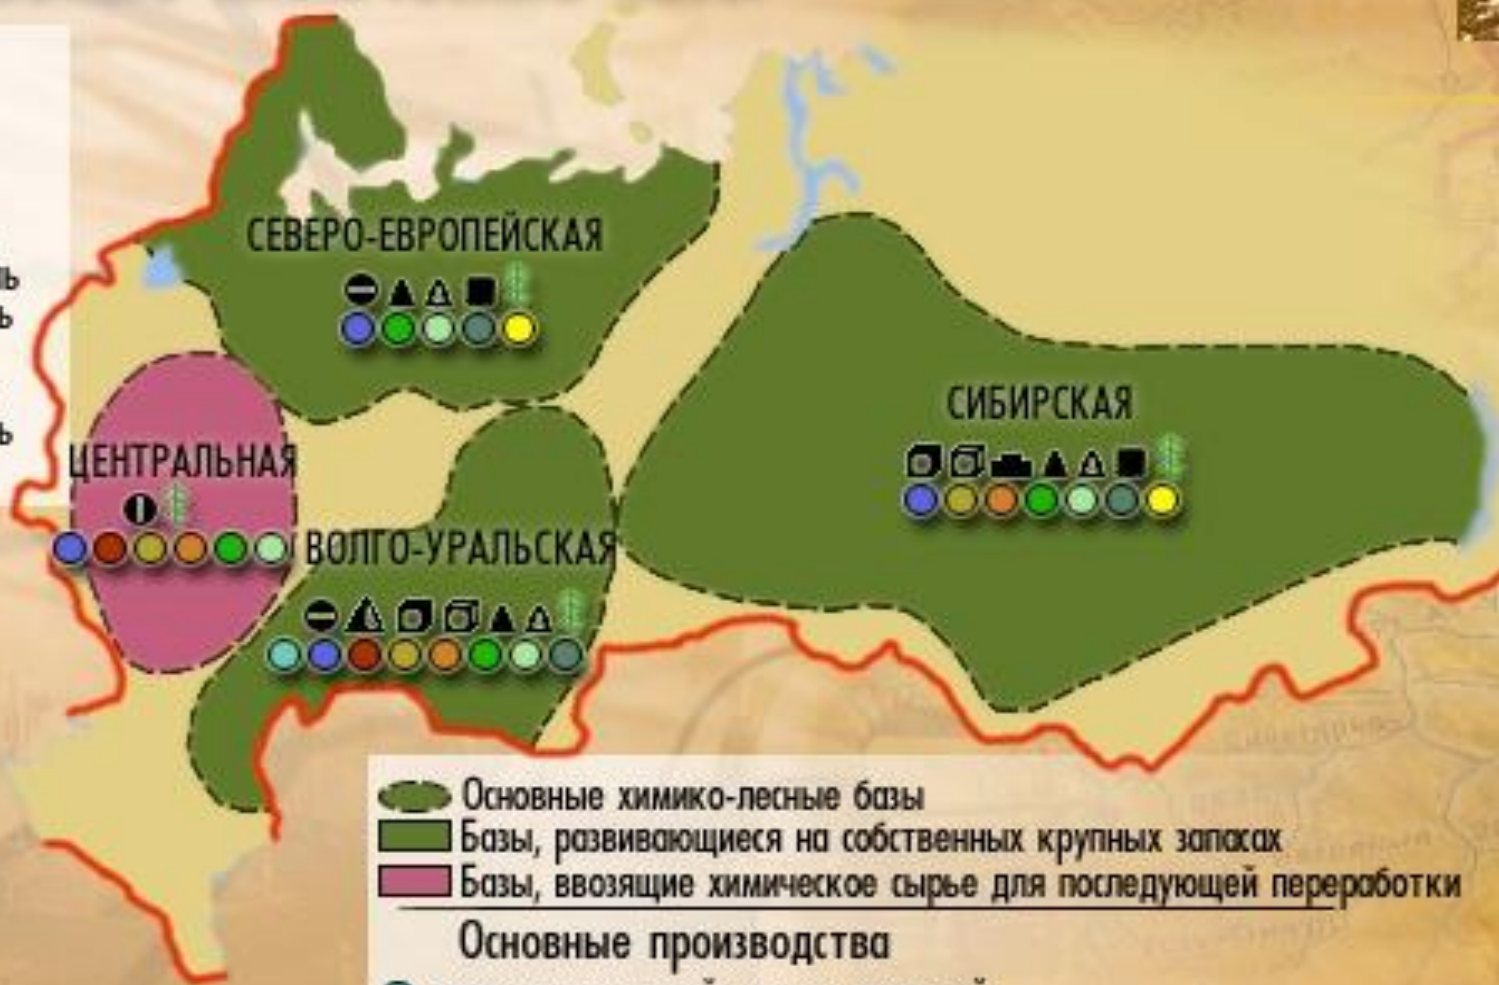 СЕВЕРО-ЕВРОПЕЙСКАЯ
СИБИРСКАЯ
ЦЕНТРАЛЬНАЯ
ВОЛГО-УРАЛЬСКАЯ
Основные химико-лесные базы
Базы, развивающиеся на собственных крупных запасах
Базы, ввозящие химическое сырье для последующей переработки
Основные производства